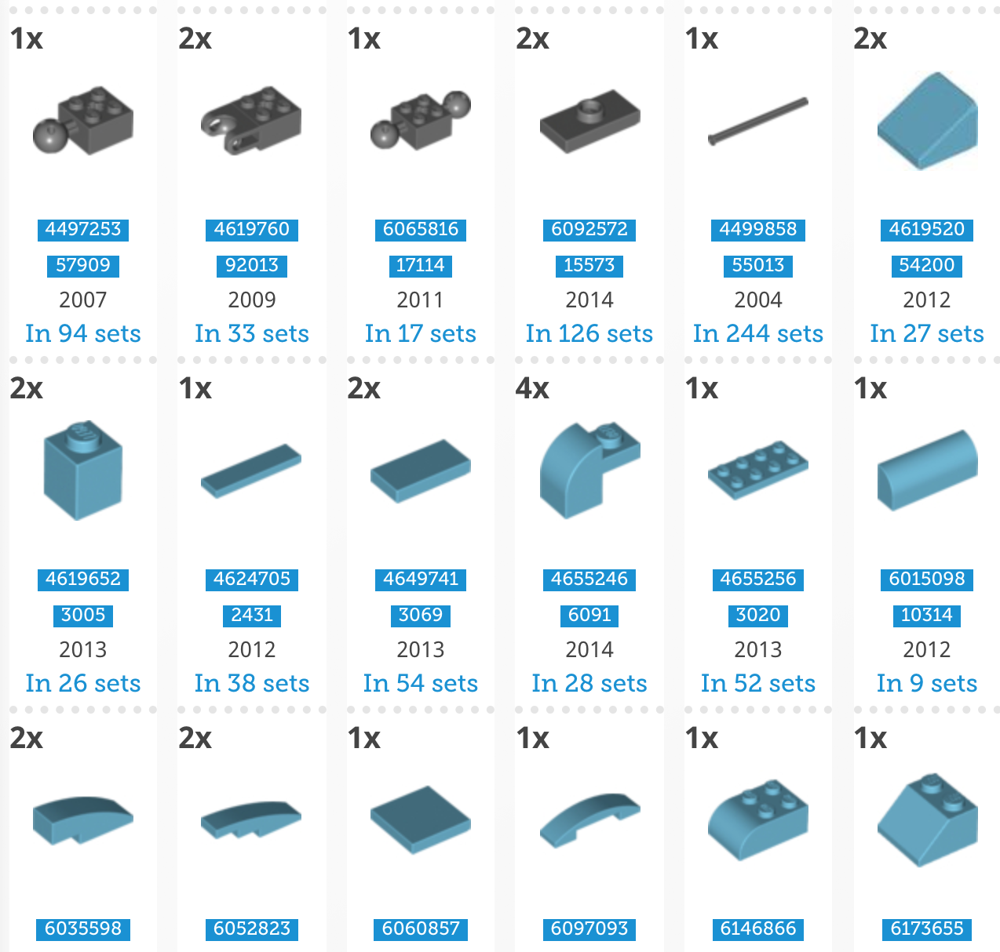 1x 2x 1x 2x 1x 2x
4497253 4619760 6065816 6092572 4499858 4619520
57909 92013 17114 15573 55013 54200
2007 2009 2011 2014 2004 2012
In 94 sets In 33 sets In 17 sets In 126 sets In 244 sets In 27 sets
2x 1x 2x 4x 1x 1x
4619652 4624705 4649741 4655246 4655256 6015098
3005 2431 3069 6091 3020 10314
2013 2012 2013 2014 2013 2012
In 26 sets In 38 sets In 54 sets In 28 sets In 52 sets In 9 sets
2x 2x 1x 1x 1x 1x
6035598 6052823 6060857 6097093 6146866 6173655